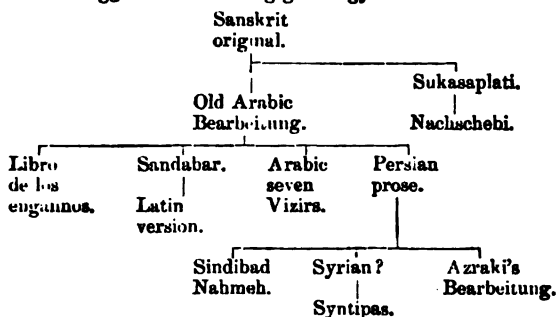 Sanskrit
original.
Sukasaplati.
Old Arabic
Bearbeitung.
Nachschebi.
Libro
de los
engannos.
Sandabar.
Latin
version.
Arabic
seven
Vizirs.
Persian
prose.
Sindibad
Nahmeh.
Syrian?
Syntipas.
Azraki's
Bearbeitung.